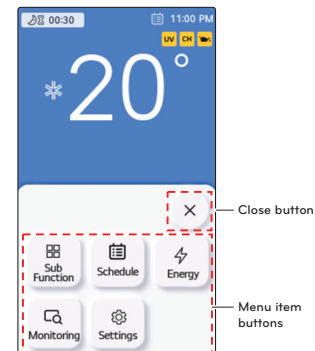 00:30
11:00 PM
UV CH
20°
Close button
Sub
Function
Schedule
Energy
Menu item
buttons
Monitoring
Settings